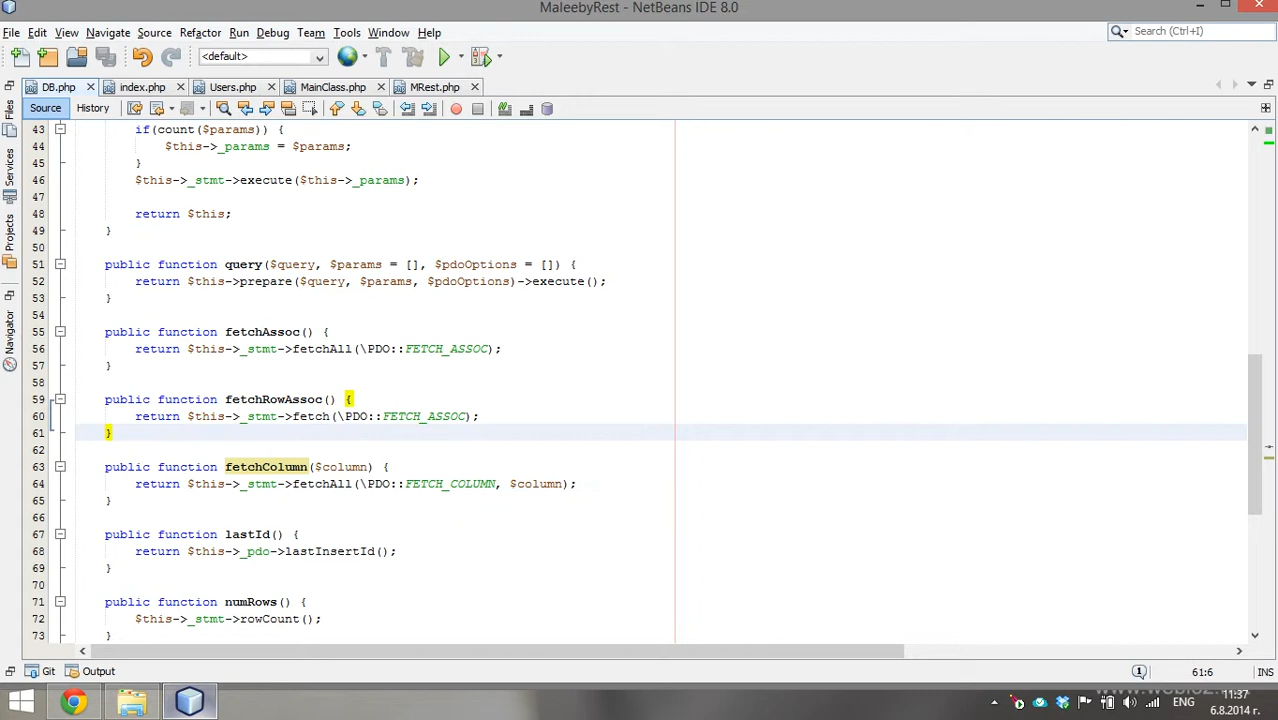 MaleebyRest - NetBeans IDE 8.0
File Edit View Navigate Source Refactor Run Debug Team Tools Window Help
Search (Ctrl+I)
<default>
DB.php index.php Users.php MainClass.php MRest.php
Source History
Files
Services
Projects
Navigator
43 if(count($params)) {
44 $this->_params = $params;
45 }
46 $this->_stmt->execute($this->_params);
47
48 return $this;
49 }
50
51 public function query($query, $params = [], $pdoOptions = []) {
52 return $this->prepare($query, $params, $pdoOptions)->execute();
53 }
54
55 public function fetchAssoc() {
56 return $this->_stmt->fetchAll(\PDO::FETCH_ASSOC);
57 }
58
59 public function fetchRowAssoc() {
60 return $this->_stmt->fetch(\PDO::FETCH_ASSOC);
61 }
62
63 public function fetchColumn($column) {
64 return $this->_stmt->fetchAll(\PDO::FETCH_COLUMN, $column);
65 }
66
67 public function lastId() {
68 return $this->_pdo->lastInsertId();
69 }
70
71 public function numRows() {
72 $this->_stmt->rowCount();
73 }
Git Output
1 61:6 INS
ENG
11:37
6.8.2014 г.